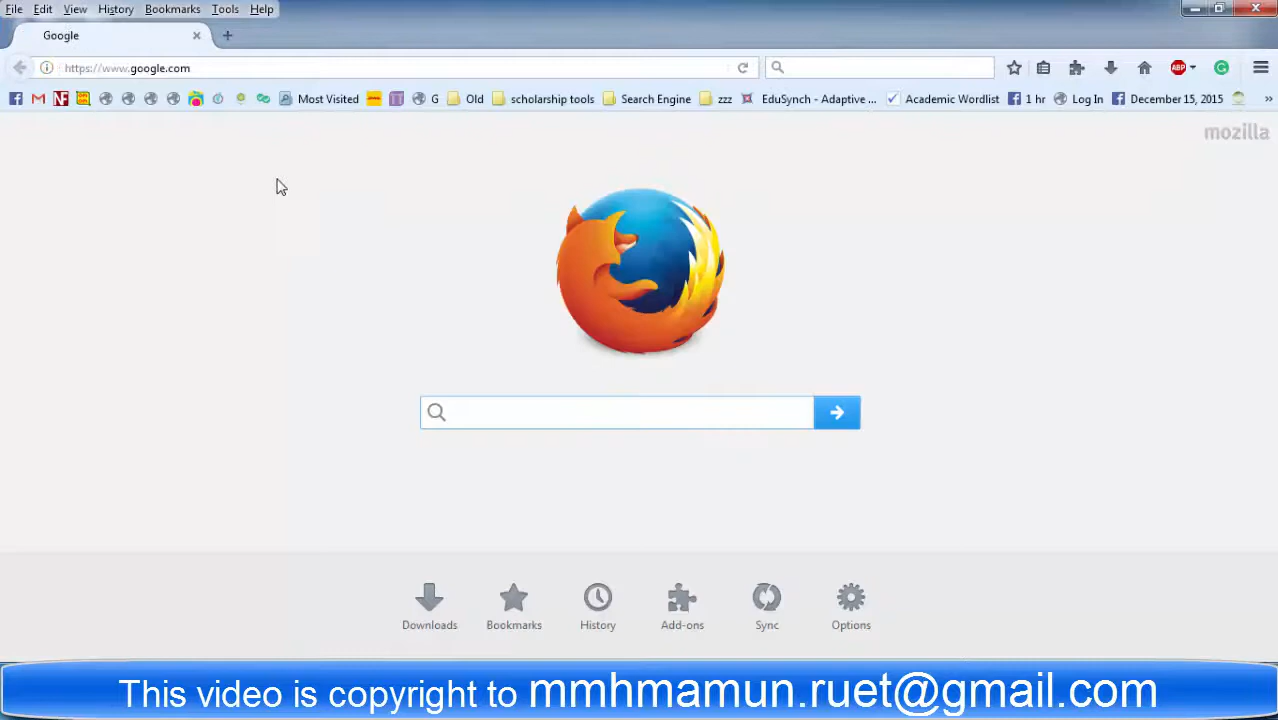 File Edit View History Bookmarks Tools Help
Google
https://www.google.com
ABP
Most Visited G Old scholarship tools Search Engine zzz EduSynch - Adaptive ... Academic Wordlist 1 hr Log In December 15, 2015
mozilla
Downloads Bookmarks History Add-ons Sync Options
This video is copyright to mmhmamun.ruet@gmail.com